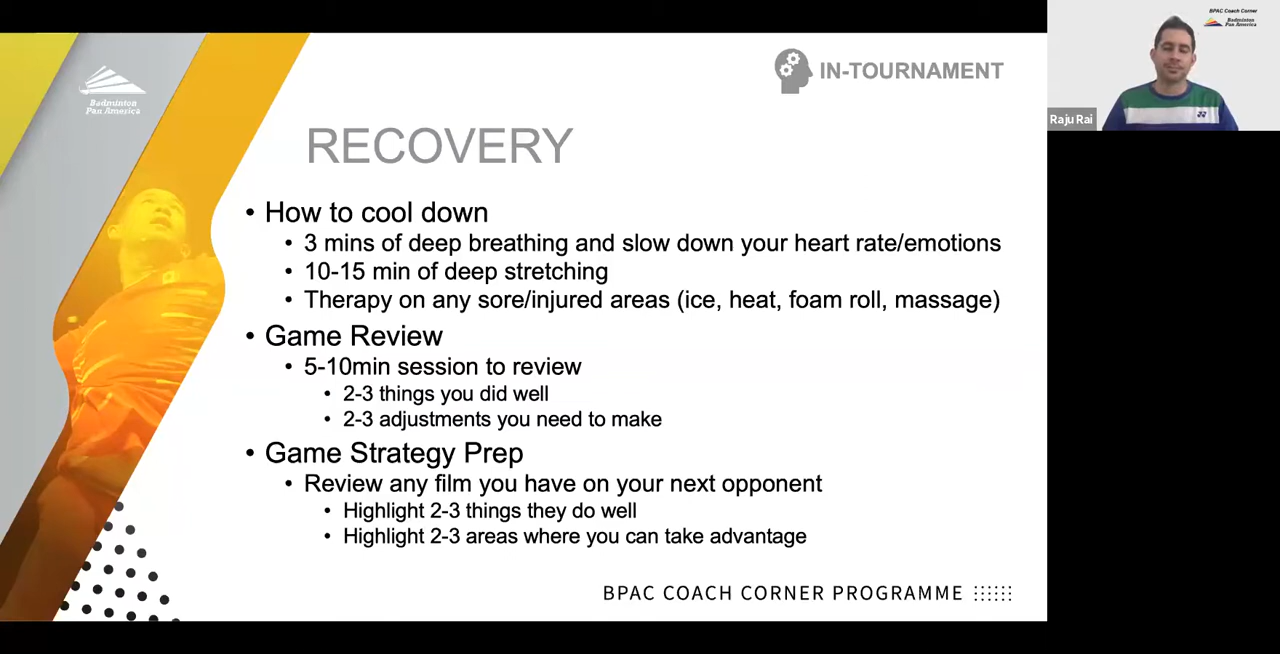 BPAC Coach Corner
Badminton
Pan America
IN-TOURNAMENT
Badminton
Pan America
Raju Rai
RECOVERY
• How to cool down
• 3 mins of deep breathing and slow down your heart rate/emotions
• 10-15 min of deep stretching
• Therapy on any sore/injured areas (ice, heat, foam roll, massage)
• Game Review
• 5-10min session to review
• 2-3 things you did well
• 2-3 adjustments you need to make
• Game Strategy Prep
• Review any film you have on your next opponent
• Highlight 2-3 things they do well
• Highlight 2-3 areas where you can take advantage
BPAC COACH CORNER PROGRAMME